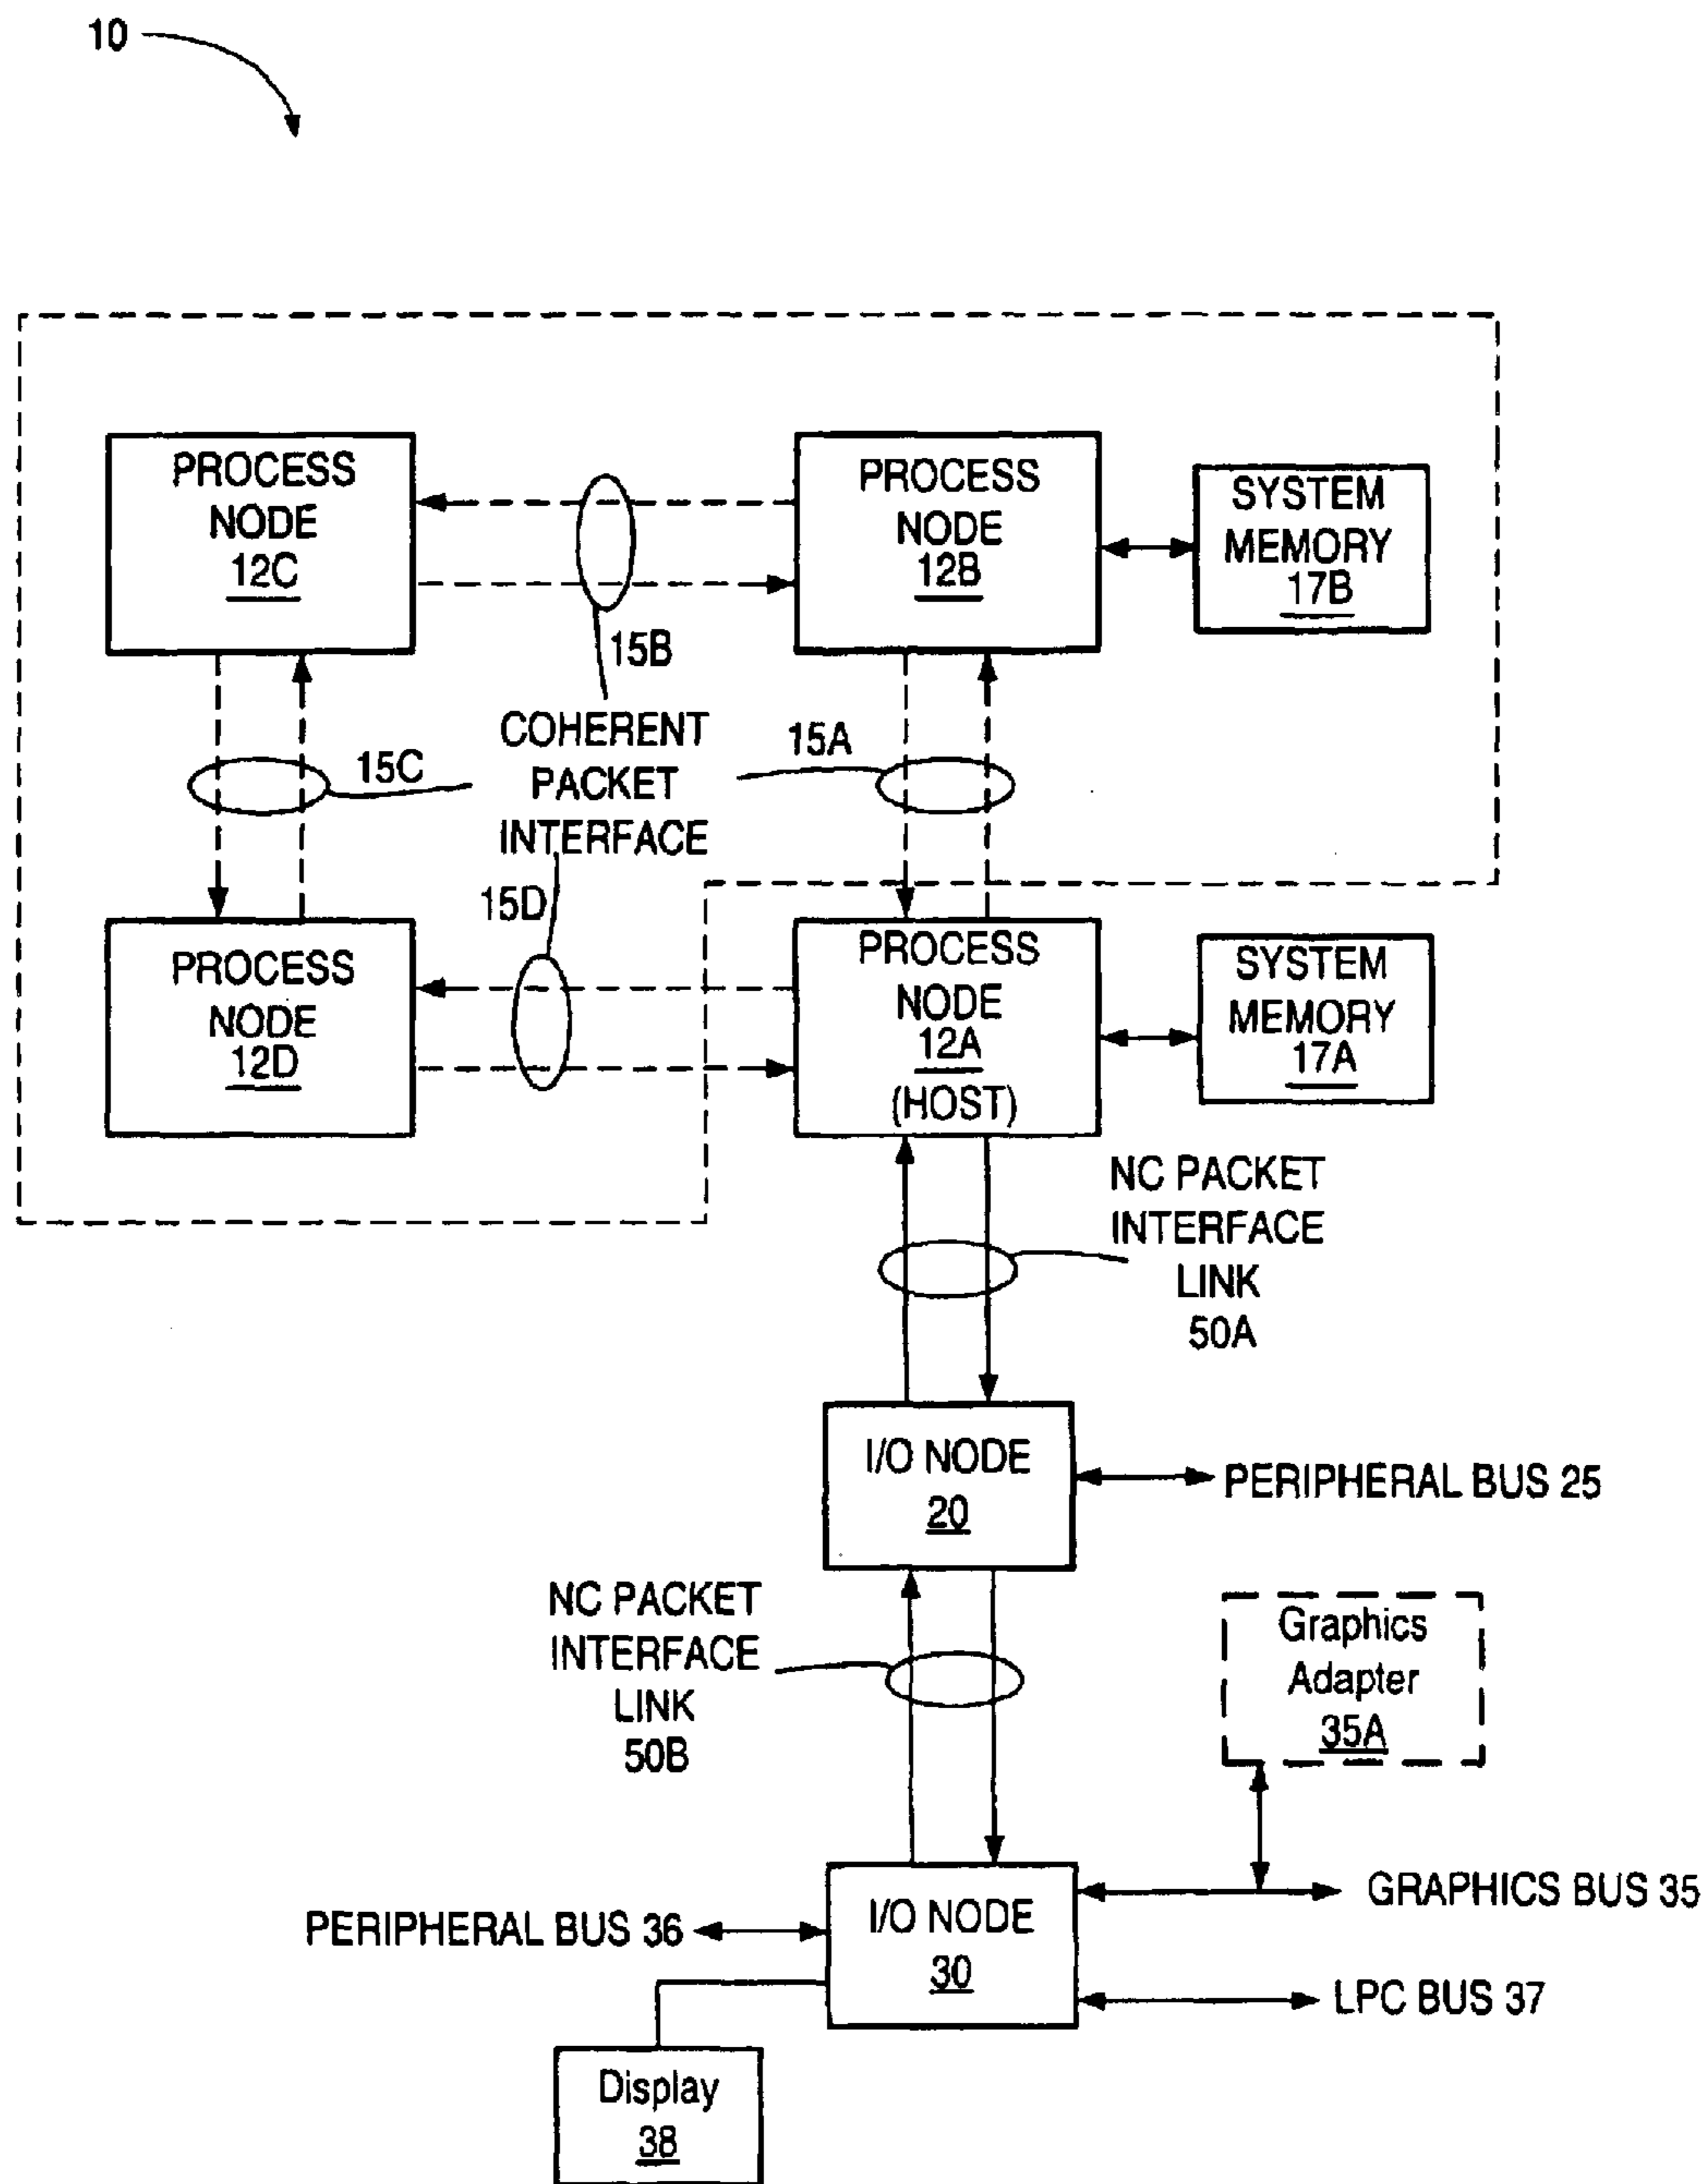 10
PROCESS
NODE
12C
PROCESS
NODE
12B
SYSTEM
MEMORY
17B
15B
COHERENT
PACKET
INTERFACE
15A
15C
15D
PROCESS
NODE
12D
PROCESS
NODE
12A
(HOST)
SYSTEM
MEMORY
17A
NC PACKET
INTERFACE
LINK
50A
I/O NODE
20
PERIPHERAL BUS 25
NC PACKET
INTERFACE
LINK
50B
Graphics
Adapter
35A
GRAPHICS BUS 35
PERIPHERAL BUS 36
I/O NODE
30
LPC BUS 37
Display
38